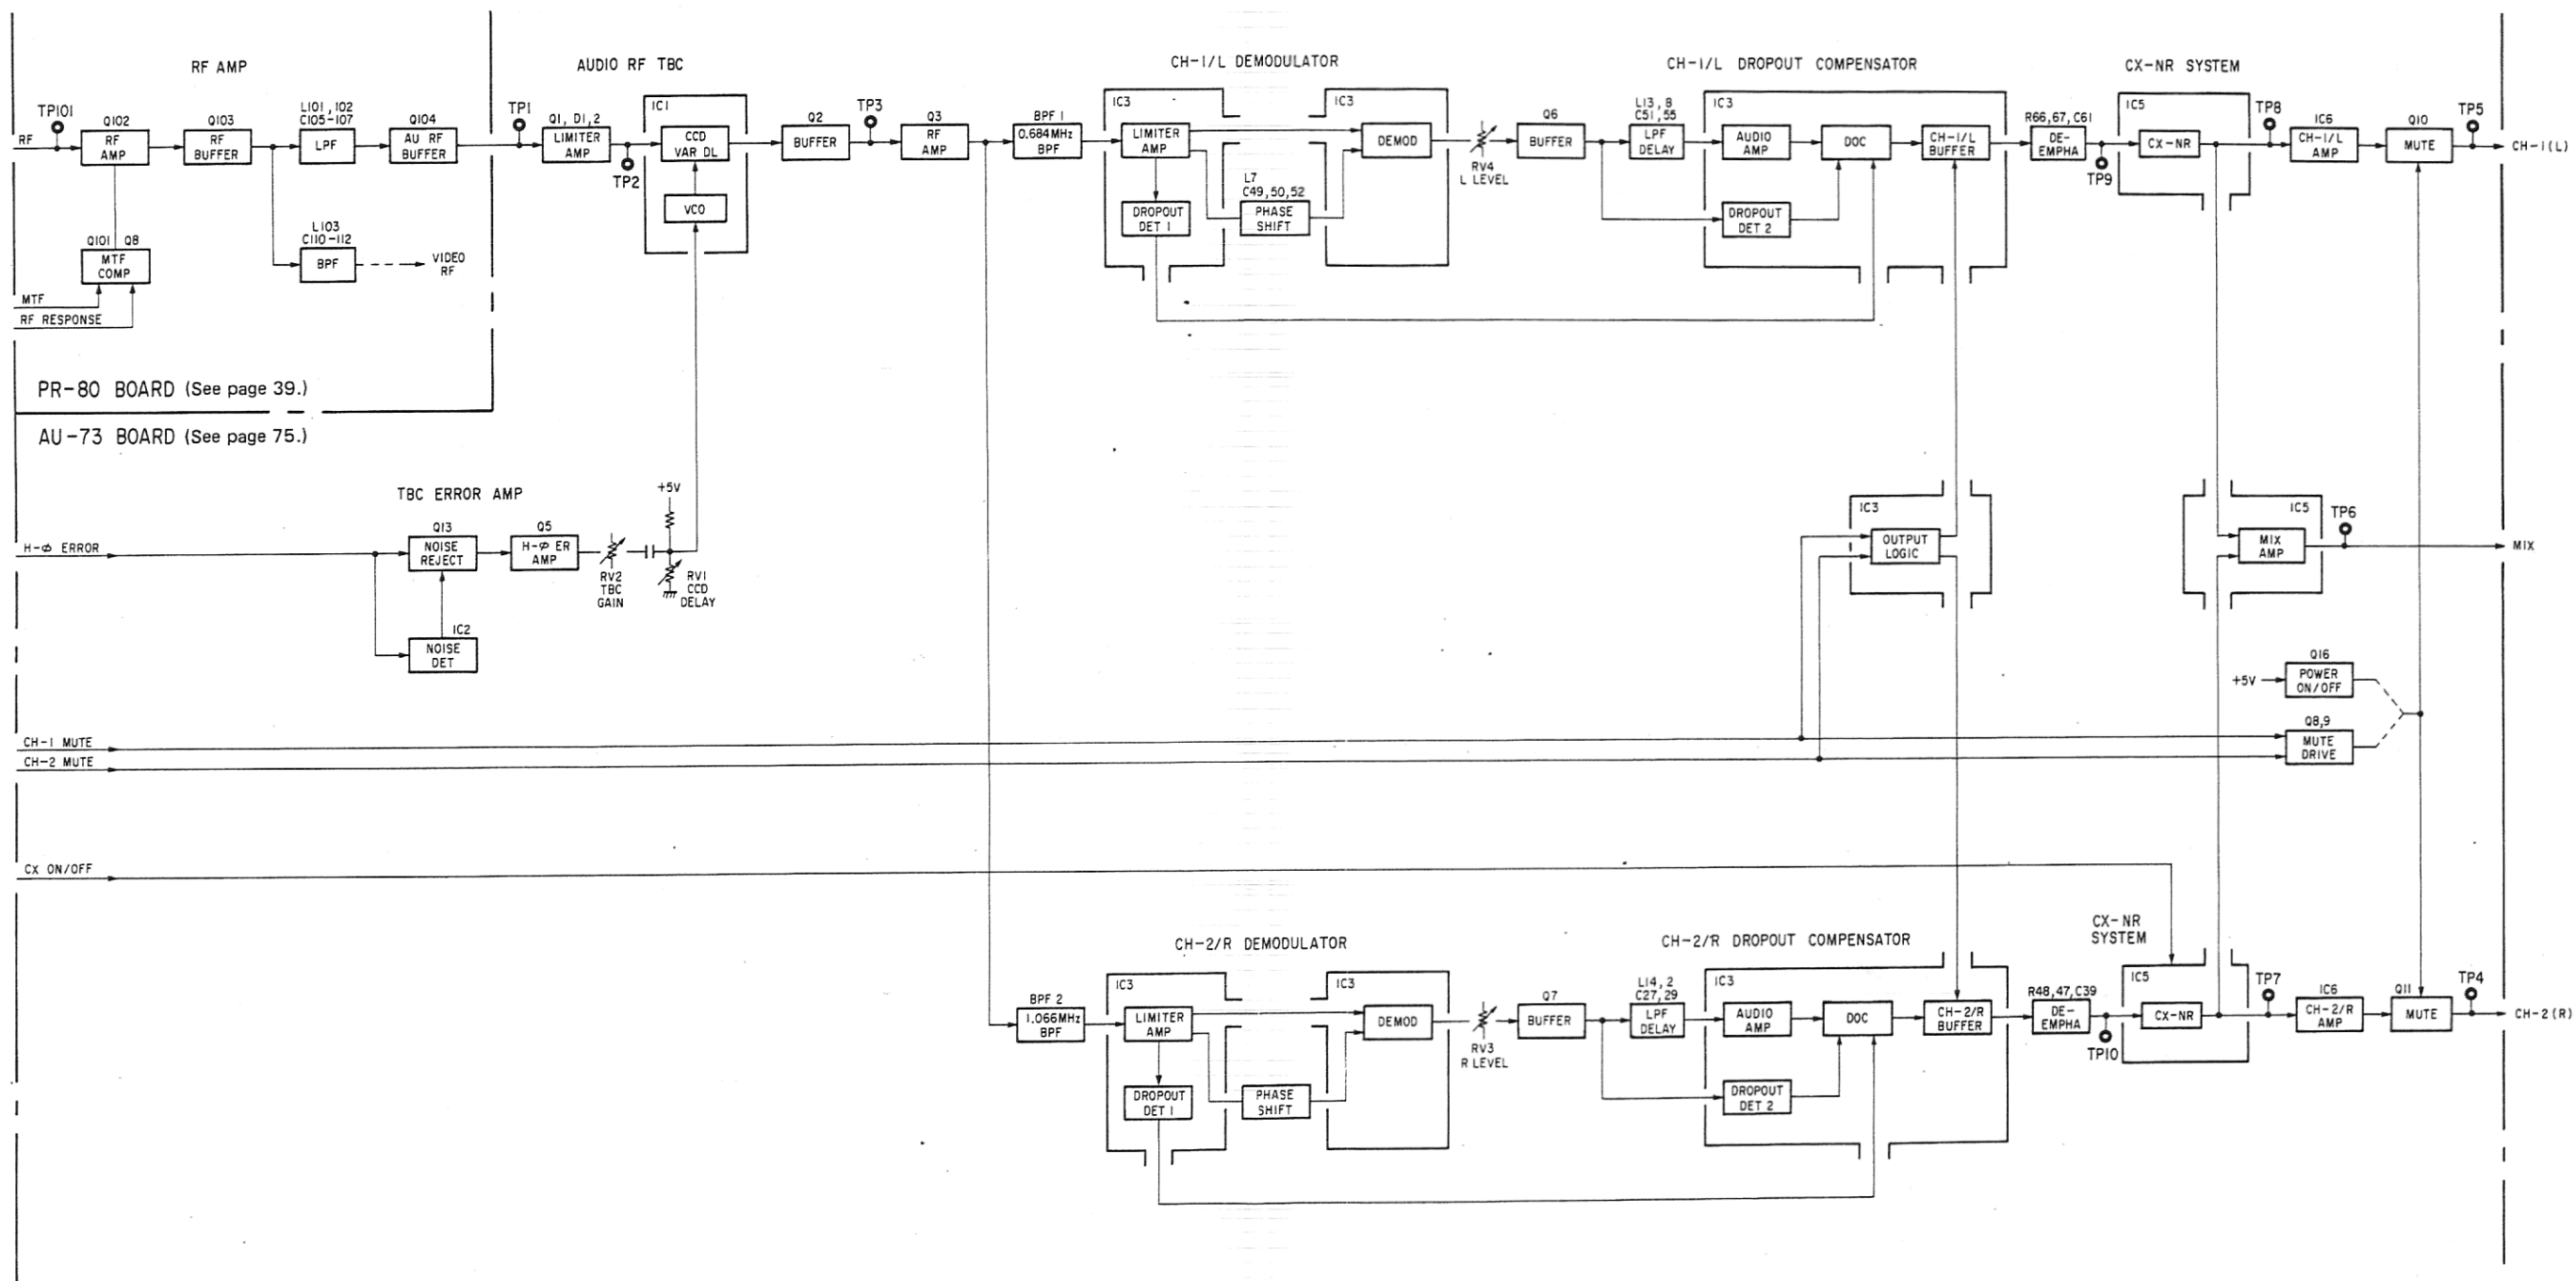 RF AMP
TP101
RF
Q102
RF
AMP
Q103
RF
BUFFER
L101, 102
C105-107
LPF
Q104
AU RF
BUFFER
Q101 Q8
MTF
COMP
L103
C110-112
BPF
VIDEO
RF
MTF
RF RESPONSE
PR-80 BOARD (See page 39.)
AU-73 BOARD (See page 75.)
AUDIO RF TBC
TP1
Q1, D1, 2
LIMITER
AMP
TP2
IC1
CCD
VAR DL
VCO
Q2
BUFFER
TP3
Q3
RF
AMP
CH-1/L DEMODULATOR
BPF 1
0.684MHz
BPF
IC3
LIMITER
AMP
DROPOUT
DET 1
L7
C49, 50, 52
PHASE
SHIFT
IC3
DEMOD
RV4
L LEVEL
Q6
BUFFER
CH-1/L DROPOUT COMPENSATOR
L13, 8
C51, 55
LPF
DELAY
IC3
AUDIO
AMP
DOC
CH-1/L
BUFFER
DROPOUT
DET 2
R66, 67, C61
DE-
EMPHA
TP9
CX-NR SYSTEM
IC5
CX-NR
TP8
IC6
CH-1/L
AMP
Q10
MUTE
TP5
CH-1(L)
TBC ERROR AMP
H-ø ERROR
Q13
NOISE
REJECT
Q5
H-ø ER
AMP
RV2
TBC
GAIN
+5V
RV1
CCD
DELAY
IC2
NOISE
DET
IC3
OUTPUT
LOGIC
IC5
MIX
AMP
TP6
MIX
Q16
+5V
POWER
ON/OFF
Q8,9
MUTE
DRIVE
CH-1 MUTE
CH-2 MUTE
CX ON/OFF
CH-2/R DEMODULATOR
BPF 2
1.066MHz
BPF
IC3
LIMITER
AMP
DROPOUT
DET 1
PHASE
SHIFT
IC3
DEMOD
RV3
R LEVEL
Q7
BUFFER
CH-2/R DROPOUT COMPENSATOR
L14, 2
C27, 29
LPF
DELAY
IC3
AUDIO
AMP
DOC
CH-2/R
BUFFER
DROPOUT
DET 2
R48, 47, C39
DE-
EMPHA
TP10
CX-NR
SYSTEM
IC5
CX-NR
TP7
IC6
CH-2/R
AMP
Q11
MUTE
TP4
CH-2(R)